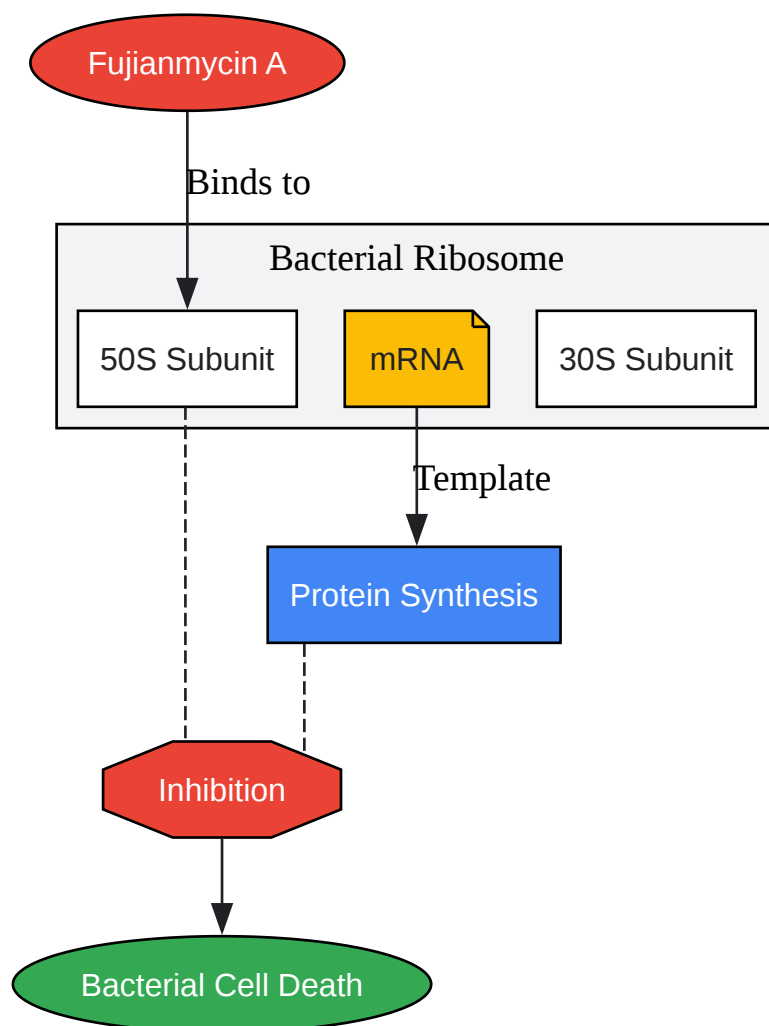 Fujianmycin A
Binds to
Bacterial Ribosome
50S Subunit
mRNA
30S Subunit
Template
Protein Synthesis
Inhibition
Bacterial Cell Death